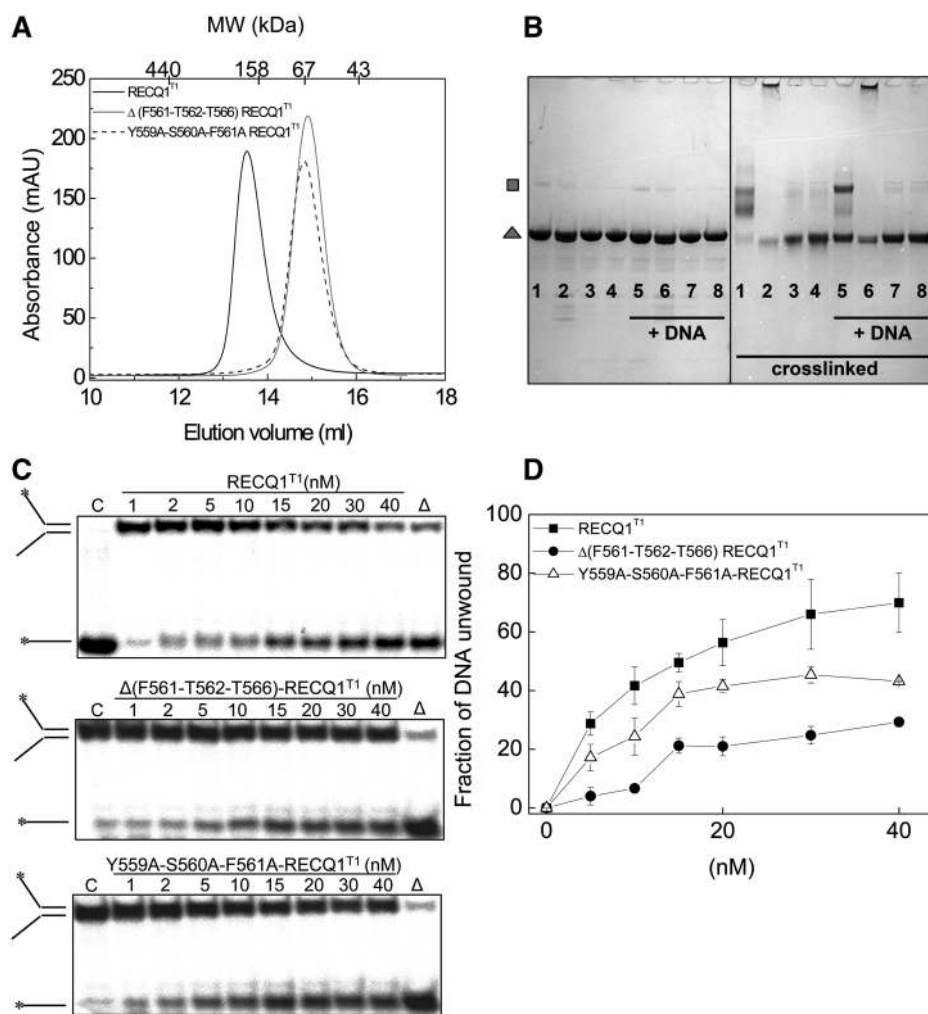 A
MW (kDa)
440 158 67 43
250
200
150
100
50
0
RECQ1ᵀ¹
Δ(F561-T562-T566) RECQ1ᵀ¹
Y559A-S560A-F561A RECQ1ᵀ¹
Absorbance (mAU)
10 12 14 16 18
Elution volume (ml)
B
1 2 3 4 5 6 7 8
+ DNA
1 2 3 4 5 6 7 8
+ DNA
crosslinked
C
RECQ1ᵀ¹(nM)
C 1 2 5 10 15 20 30 40 Δ
*
*
Δ(F561-T562-T566)-RECQ1ᵀ¹ (nM)
C 1 2 5 10 15 20 30 40 Δ
*
*
Y559A-S560A-F561A-RECQ1ᵀ¹ (nM)
C 1 2 5 10 15 20 30 40 Δ
*
*
D
100
80
60
40
20
0
RECQ1ᵀ¹
Δ(F561-T562-T566) RECQ1ᵀ¹
Y559A-S560A-F561A-RECQ1ᵀ¹
Fraction of DNA unwound
0 20 40
(nM)